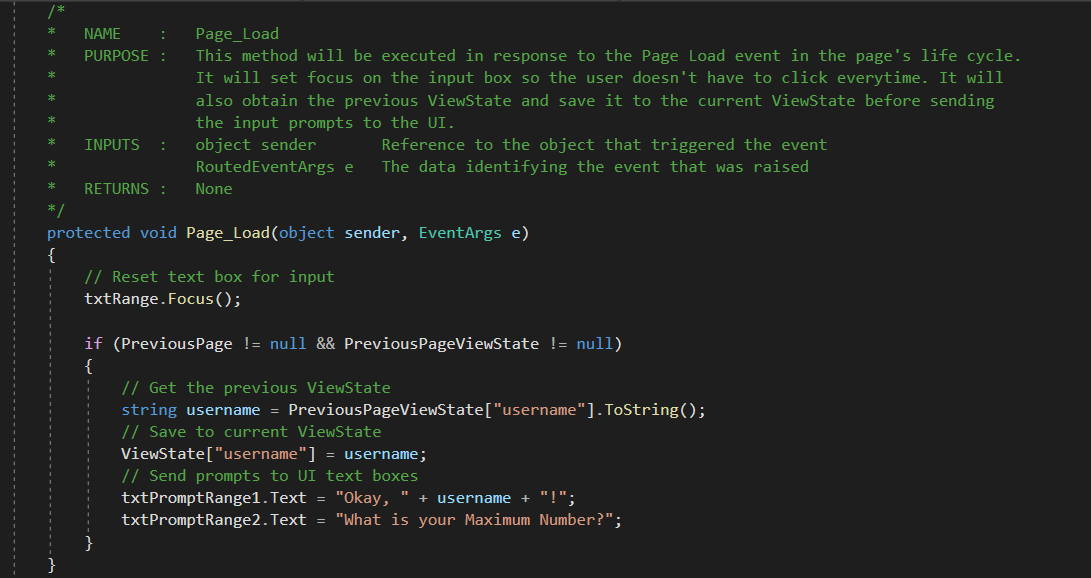 /*
*   NAME    :   Page_Load
*   PURPOSE :   This method will be executed in response to the Page Load event in the page's life cycle.
*               It will set focus on the input box so the user doesn't have to click everytime. It will
*               also obtain the previous ViewState and save it to the current ViewState before sending
*               the input prompts to the UI.
*   INPUTS  :   object sender       Reference to the object that triggered the event
*               RoutedEventArgs e   The data identifying the event that was raised
*   RETURNS :   None
*/
protected void Page_Load(object sender, EventArgs e)
{
    // Reset text box for input
    txtRange.Focus();

    if (PreviousPage != null && PreviousPageViewState != null)
    {
        // Get the previous ViewState
        string username = PreviousPageViewState["username"].ToString();
        // Save to current ViewState
        ViewState["username"] = username;
        // Send prompts to UI text boxes
        txtPromptRange1.Text = "Okay, " + username + "!";
        txtPromptRange2.Text = "What is your Maximum Number?";
    }
}